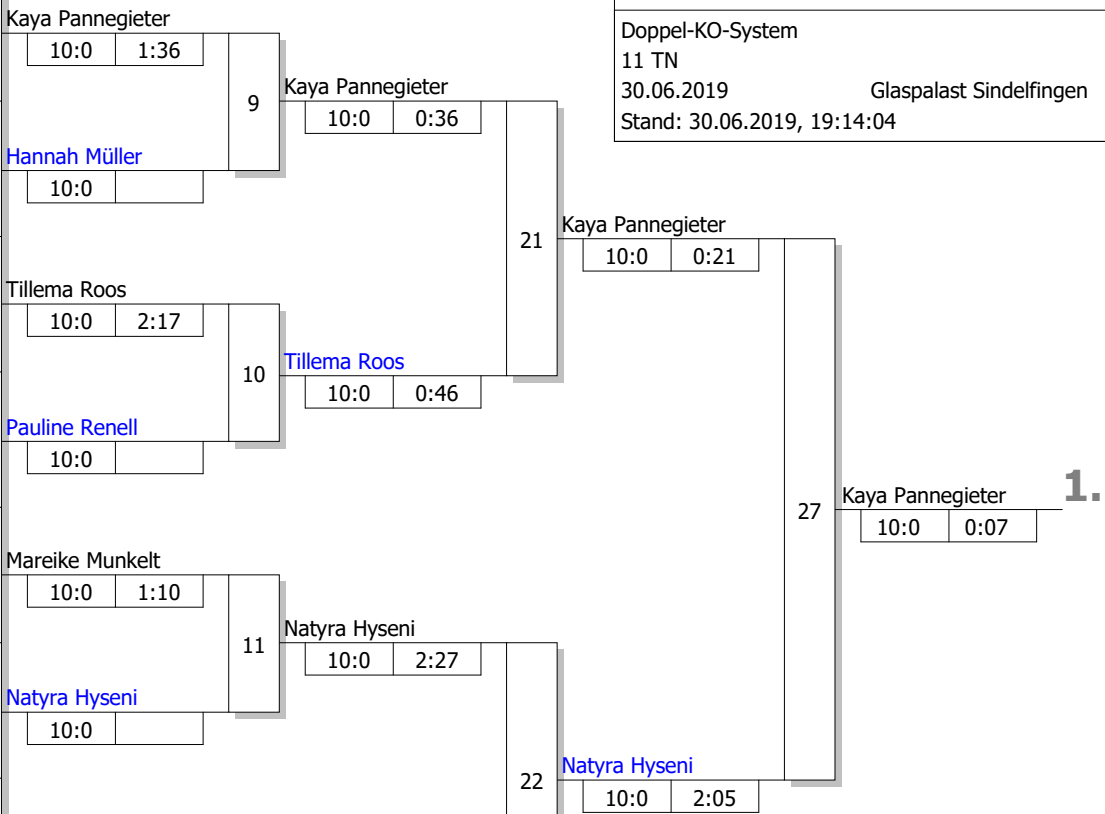 Kaya Pannegieter
10:0 1:36
9
Hannah Müller
10:0
Kaya Pannegieter
10:0 0:36
Doppel-KO-System
11 TN
30.06.2019 Glaspalast Sindelfingen
Stand: 30.06.2019, 19:14:04
21
Kaya Pannegieter
10:0 0:21
Tillema Roos
10:0 2:17
10
Tillema Roos
10:0 0:46
Pauline Renell
10:0
27
Kaya Pannegieter 1.
10:0 0:07
Mareike Munkelt
10:0 1:10
11
Natyra Hyseni
10:0 2:27
Natyra Hyseni
10:0
22
Natyra Hyseni
10:0 2:05